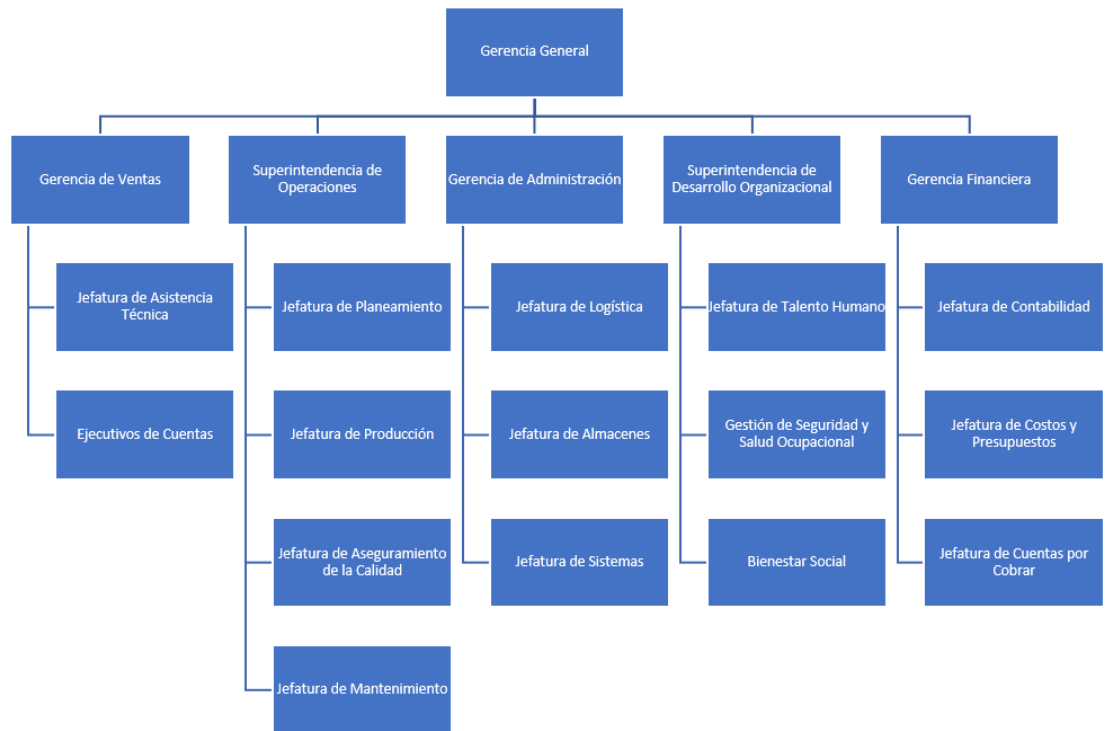 Gerencia General
Gerencia de Ventas
Superintendencia de
Operaciones
Gerencia de Administración
Superintendencia de
Desarrollo Organizacional
Gerencia Financiera
Jefatura de Asistencia
Técnica
Jefatura de Planeamiento
Jefatura de Logística
Jefatura de Talento Humano
Jefatura de Contabilidad
Ejecutivos de Cuentas
Jefatura de Producción
Jefatura de Almacenes
Gestión de Seguridad y
Salud Ocupacional
Jefatura de Costos y
Presupuestos
Jefatura de Aseguramiento
de la Calidad
Jefatura de Sistemas
Bienestar Social
Jefatura de Cuentas por
Cobrar
Jefatura de Mantenimiento